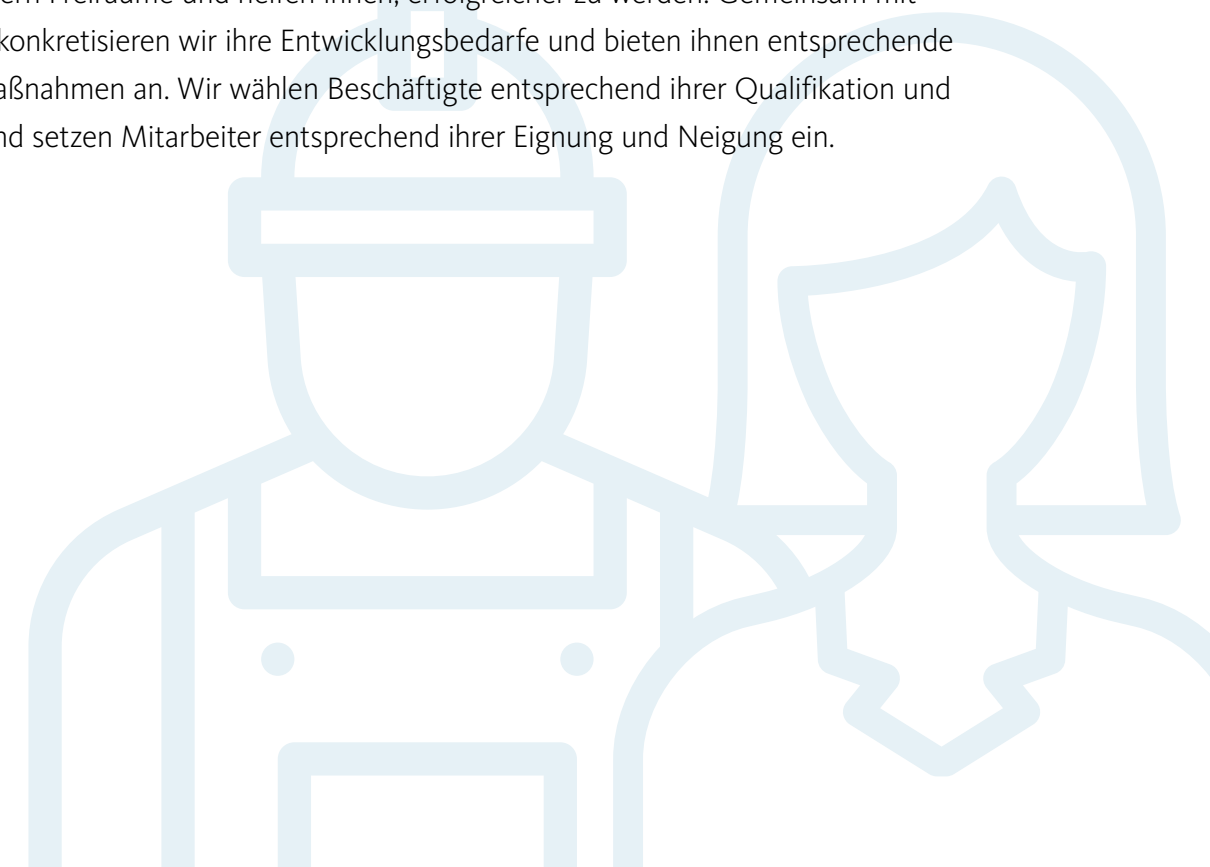 Freiräume und helfen ihnen, erfolgreicher zu werden. Gemeinsam mit
konkretisieren wir ihre Entwicklungsbedarfe und bieten ihnen entsprechende
aßnahmen an. Wir wählen Beschäftigte entsprechend ihrer Qualifikation und
nd setzen Mitarbeiter entsprechend ihrer Eignung und Neigung ein.